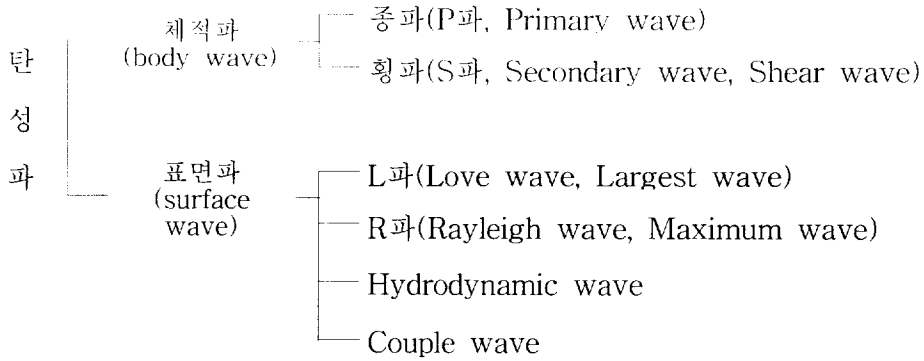 탄성파
체적파
(body wave)
종파(P파, Primary wave)
횡파(S파, Secondary wave, Shear wave)
표면파
(surface
wave)
L파(Love wave, Largest wave)
R파(Rayleigh wave, Maximum wave)
Hydrodynamic wave
Couple wave